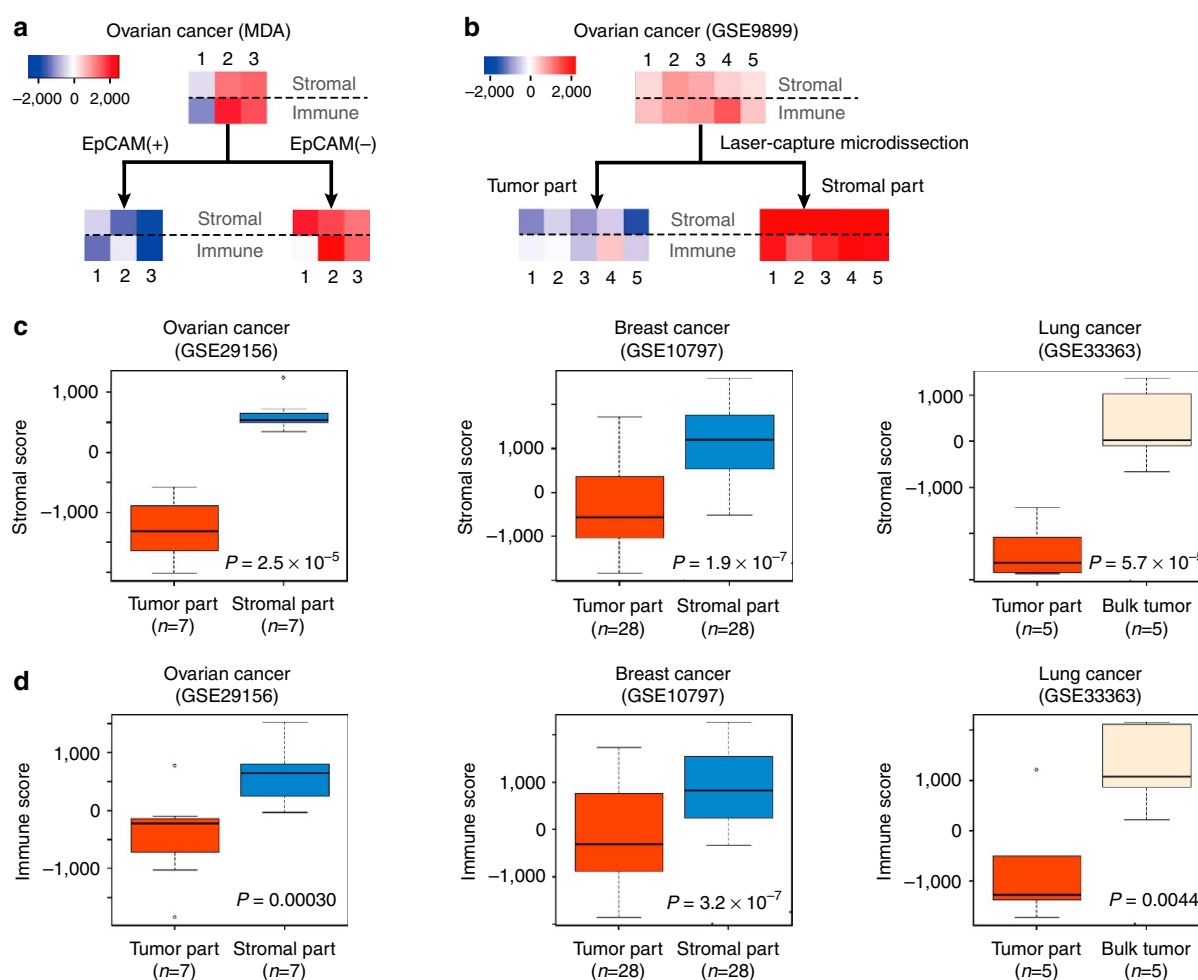 a
Ovarian cancer (MDA)
1 2 3
–2,000 0 2,000
Stromal
Immune
EpCAM(+)
EpCAM(–)
Stromal
Immune
1 2 3
1 2 3
b
Ovarian cancer (GSE9899)
1 2 3 4 5
–2,000 0 2,000
Stromal
Immune
Laser-capture microdissection
Tumor part
Stromal part
Stromal
Immune
1 2 3 4 5
1 2 3 4 5
c
Ovarian cancer
(GSE29156)
Stromal score
1,000
0
–1,000
P = 2.5 × 10⁻⁵
Tumor part
(n=7)
Stromal part
(n=7)
Breast cancer
(GSE10797)
Stromal score
1,000
0
–1,000
P = 1.9 × 10⁻⁷
Tumor part
(n=28)
Stromal part
(n=28)
Lung cancer
(GSE33363)
Stromal score
1,000
0
–1,000
P = 5.7 × 10⁻⁵
Tumor part
(n=5)
Bulk tumor
(n=5)
d
Ovarian cancer
(GSE29156)
Immune score
1,000
0
–1,000
P = 0.00030
Tumor part
(n=7)
Stromal part
(n=7)
Breast cancer
(GSE10797)
Immune score
1,000
0
–1,000
P = 3.2 × 10⁻⁷
Tumor part
(n=28)
Stromal part
(n=28)
Lung cancer
(GSE33363)
Immune score
1,000
0
–1,000
P = 0.0044
Tumor part
(n=5)
Bulk tumor
(n=5)